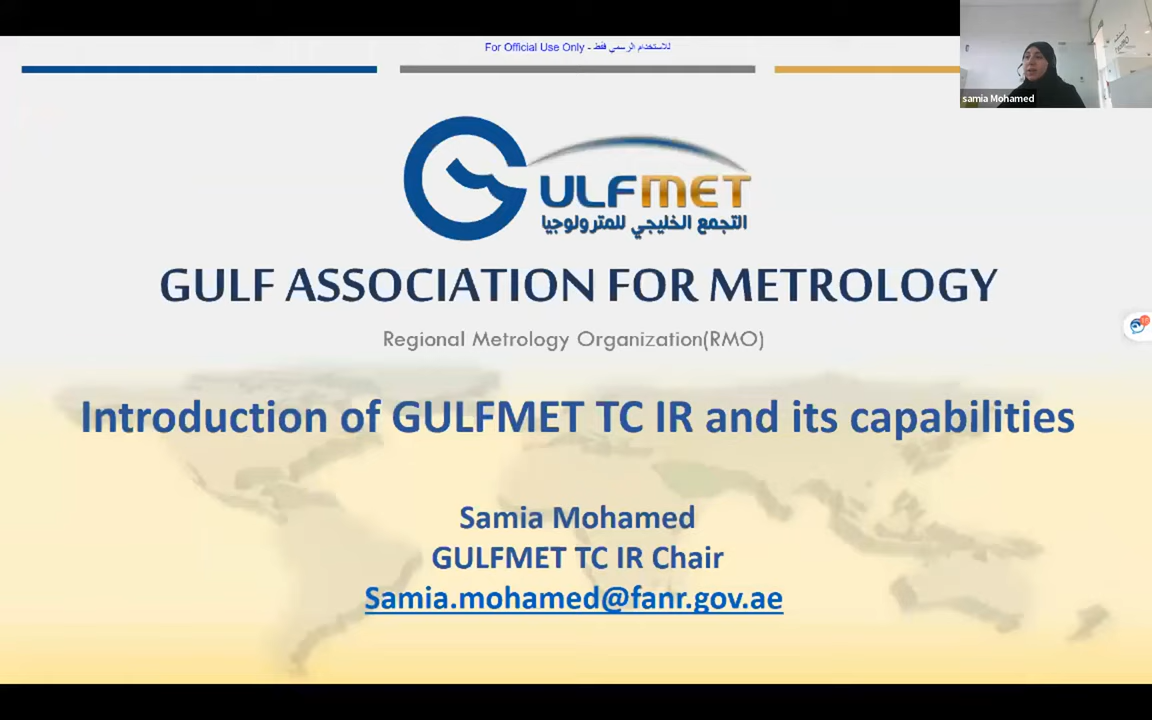 For Official Use Only - للاستخدام الرسمي فقط
samia Mohamed
ULFMET
التجمع الخليجي للمترولوجيا
GULF ASSOCIATION FOR METROLOGY
Regional Metrology Organization(RMO)
Introduction of GULFMET TC IR and its capabilities
Samia Mohamed
GULFMET TC IR Chair
Samia.mohamed@fanr.gov.ae